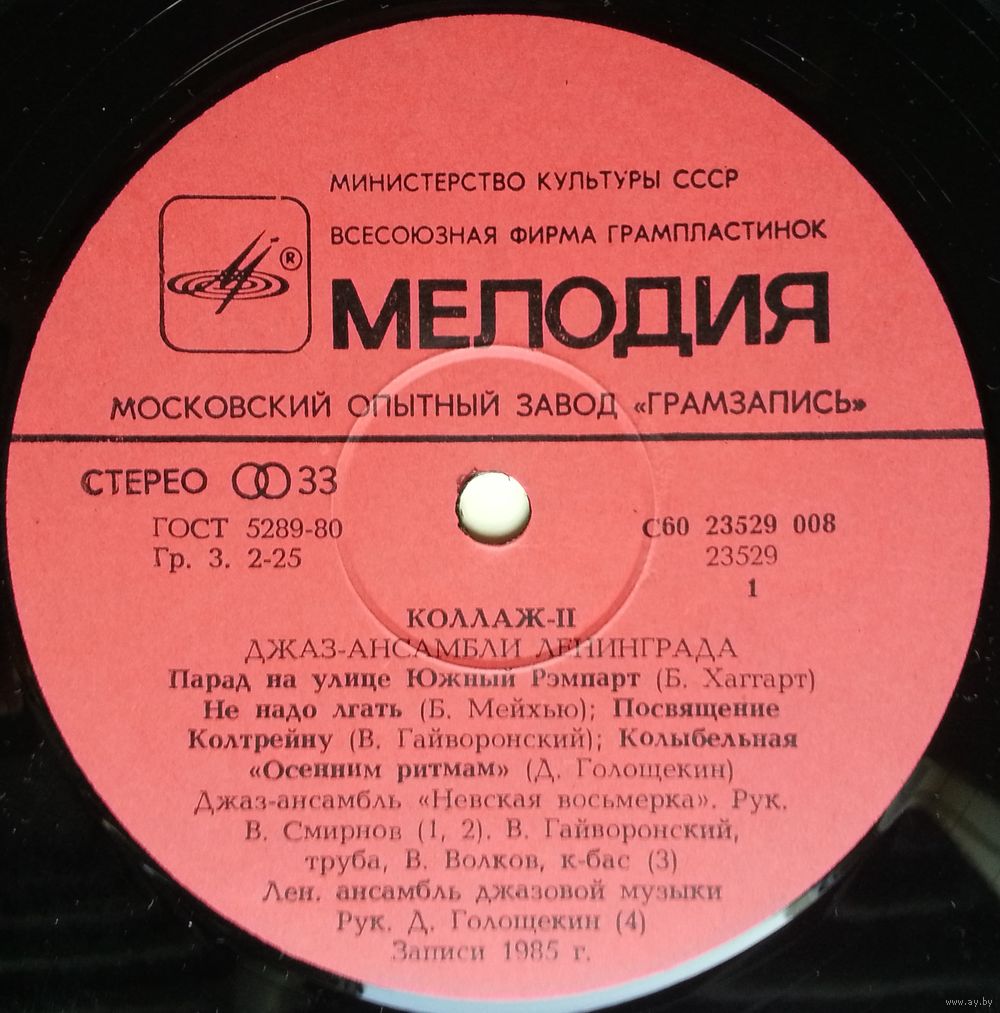 МИНИСТЕРСТВО КУЛЬТУРЫ СССР
ВСЕСОЮЗНАЯ ФИРМА ГРАМПЛАСТИНОК
®
МЕЛОДИЯ
МОСКОВСКИЙ ОПЫТНЫЙ ЗАВОД «ГРАМЗАПИСЬ»
СТЕРЕО 33
ГОСТ 5289-80
Гр. 3. 2-25
С60 23529 008
23529
1
КОЛЛАЖ-II
ДЖАЗ-АНСАМБЛИ ЛЕНИНГРАДА
Парад на улице Южный Рэмпарт (Б. Хаггарт)
Не надо лгать (Б. Мейхью); Посвящение
Колтрейну (В. Гайворонский); Колыбельная
«Осенним ритмам» (Д. Голощекин)
Джаз-ансамбль «Невская восьмерка». Рук.
В. Смирнов (1, 2). В. Гайворонский,
труба, В. Волков, к-бас (3)
Лен. ансамбль джазовой музыки
Рук. Д. Голощекин (4)
Записи 1985 г.
www.ay.by